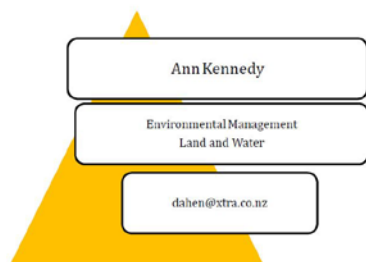 Ann Kennedy
Environmental Management
Land and Water
dahen@xtra.co.nz